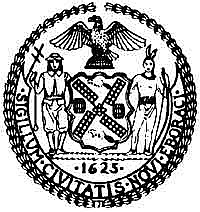 · 1625 ·
· SIGILLUM · CIVITATIS · NOVI · EBORACI ·